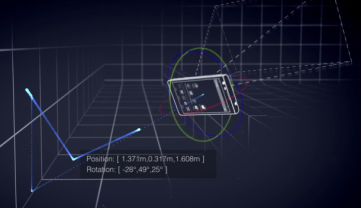 Position: [ 1.371m,0.317m,1.608m ]
Rotation: [ -26°,49°,25° ]